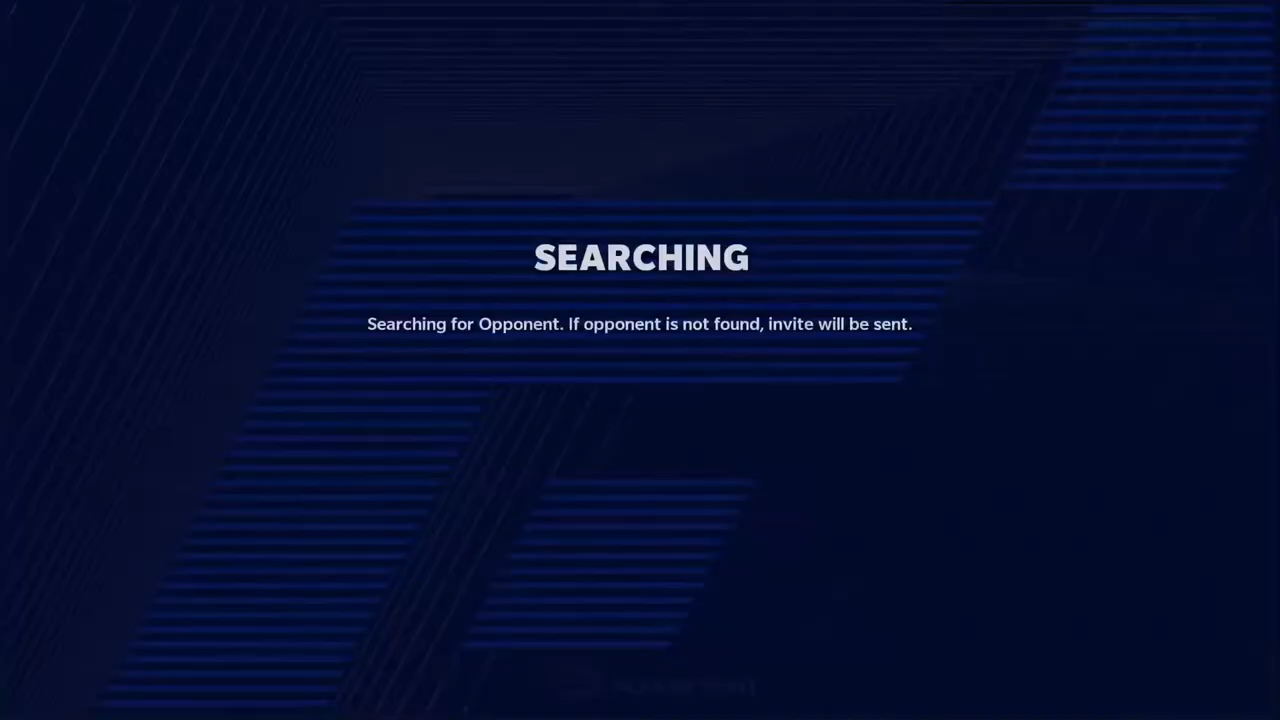 SEARCHING
Searching for Opponent. If opponent is not found, invite will be sent.